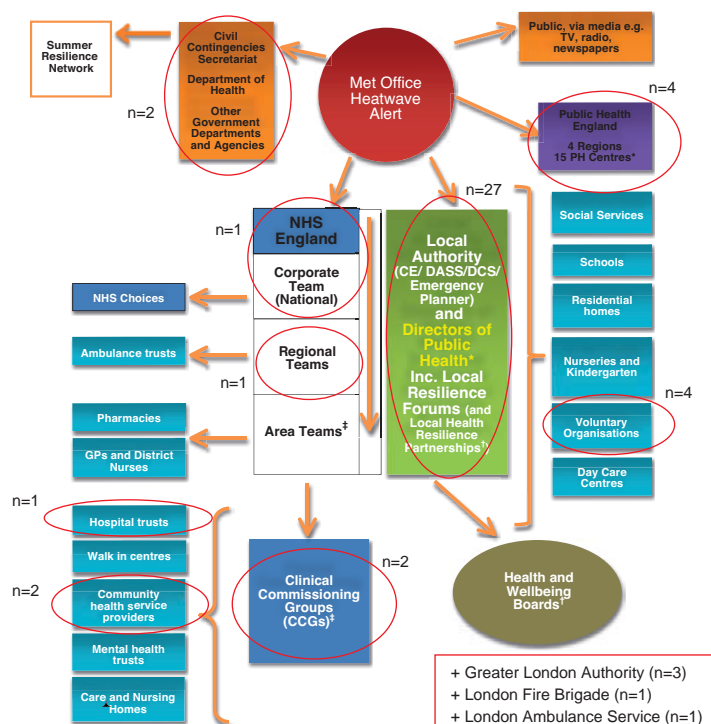 Summer
Resilience
Network
Civil
Contingencies
Secretariat
Department of
Health
Other
Government
Departments
and Agencies
n=2
Met Office
Heatwave
Alert
Public, via media e.g.
TV, radio,
newspapers
n=4
Public Health
England
4 Regions
15 PH Centres*
n=1
NHS
England
Corporate
Team
(National)
Regional
Teams
n=1
Area Teams‡
NHS Choices
Ambulance trusts
Pharmacies
GPs and District
Nurses
n=27
Local
Authority
(CE/ DASS/DCS/
Emergency
Planner)
and
Directors of
Public
Health*
Inc. Local
Resilience
Forums (and
Local Health
Resilience
Partnerships†)
Social Services
Schools
Residential
homes
Nurseries and
Kindergarten
n=4
Voluntary
Organisations
Day Care
Centres
n=1
Hospital trusts
Walk in centres
n=2
Community
health service
providers
Mental health
trusts
Care and Nursing
Homes
n=2
Clinical
Commissioning
Groups
(CCGs)‡
Health and
Wellbeing
Boards†
+ Greater London Authority (n=3)
+ London Fire Brigade (n=1)
+ London Ambulance Service (n=1)